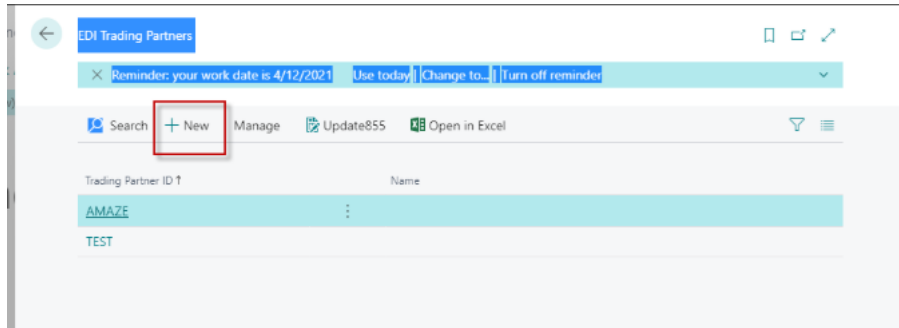 EDI Trading Partners
Reminder: your work date is 4/12/2021 Use today | Change to... | Turn off reminder
Search + New Manage Update855 Open in Excel
Trading Partner ID ↑ Name
AMAZE
TEST